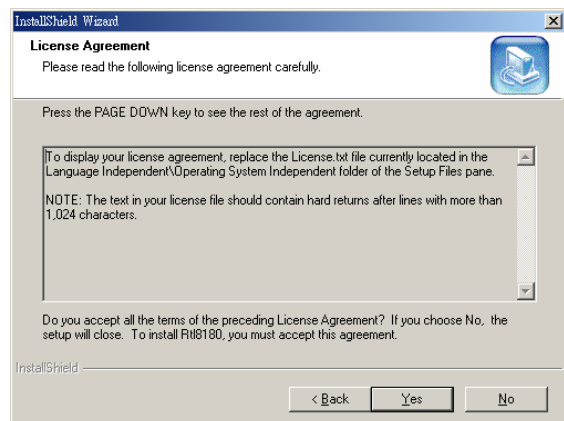 InstallShield Wizard
License Agreement
Please read the following license agreement carefully.
Press the PAGE DOWN key to see the rest of the agreement.
To display your license agreement, replace the License.txt file currently located in the
Language Independent\Operating System Independent folder of the Setup Files pane.
NOTE: The text in your license file should contain hard returns after lines with more than
1,024 characters.
Do you accept all the terms of the preceding License Agreement? If you choose No, the
setup will close. To install Rtl8180, you must accept this agreement.
InstallShield
< Back Yes No